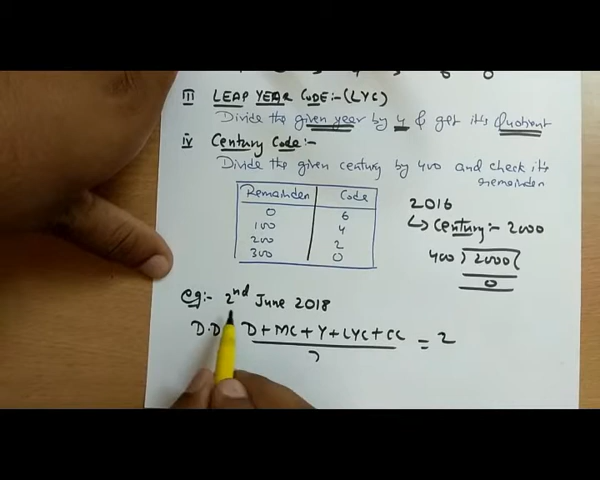 III LEAP YEAR CODE:-(LYC)
Divide the given year by 4 & get it's Quotient
iv Century Code:-
Divide the given century by 400 and check it's
remainder
Remainder Code
0 6
100 4
200 2
300 0
2016
↳ Century:- 2000
400 ) 2000 (
0
eg:- 2nd June 2018
D.D
D + MC + Y + LYC + CC = 2
7